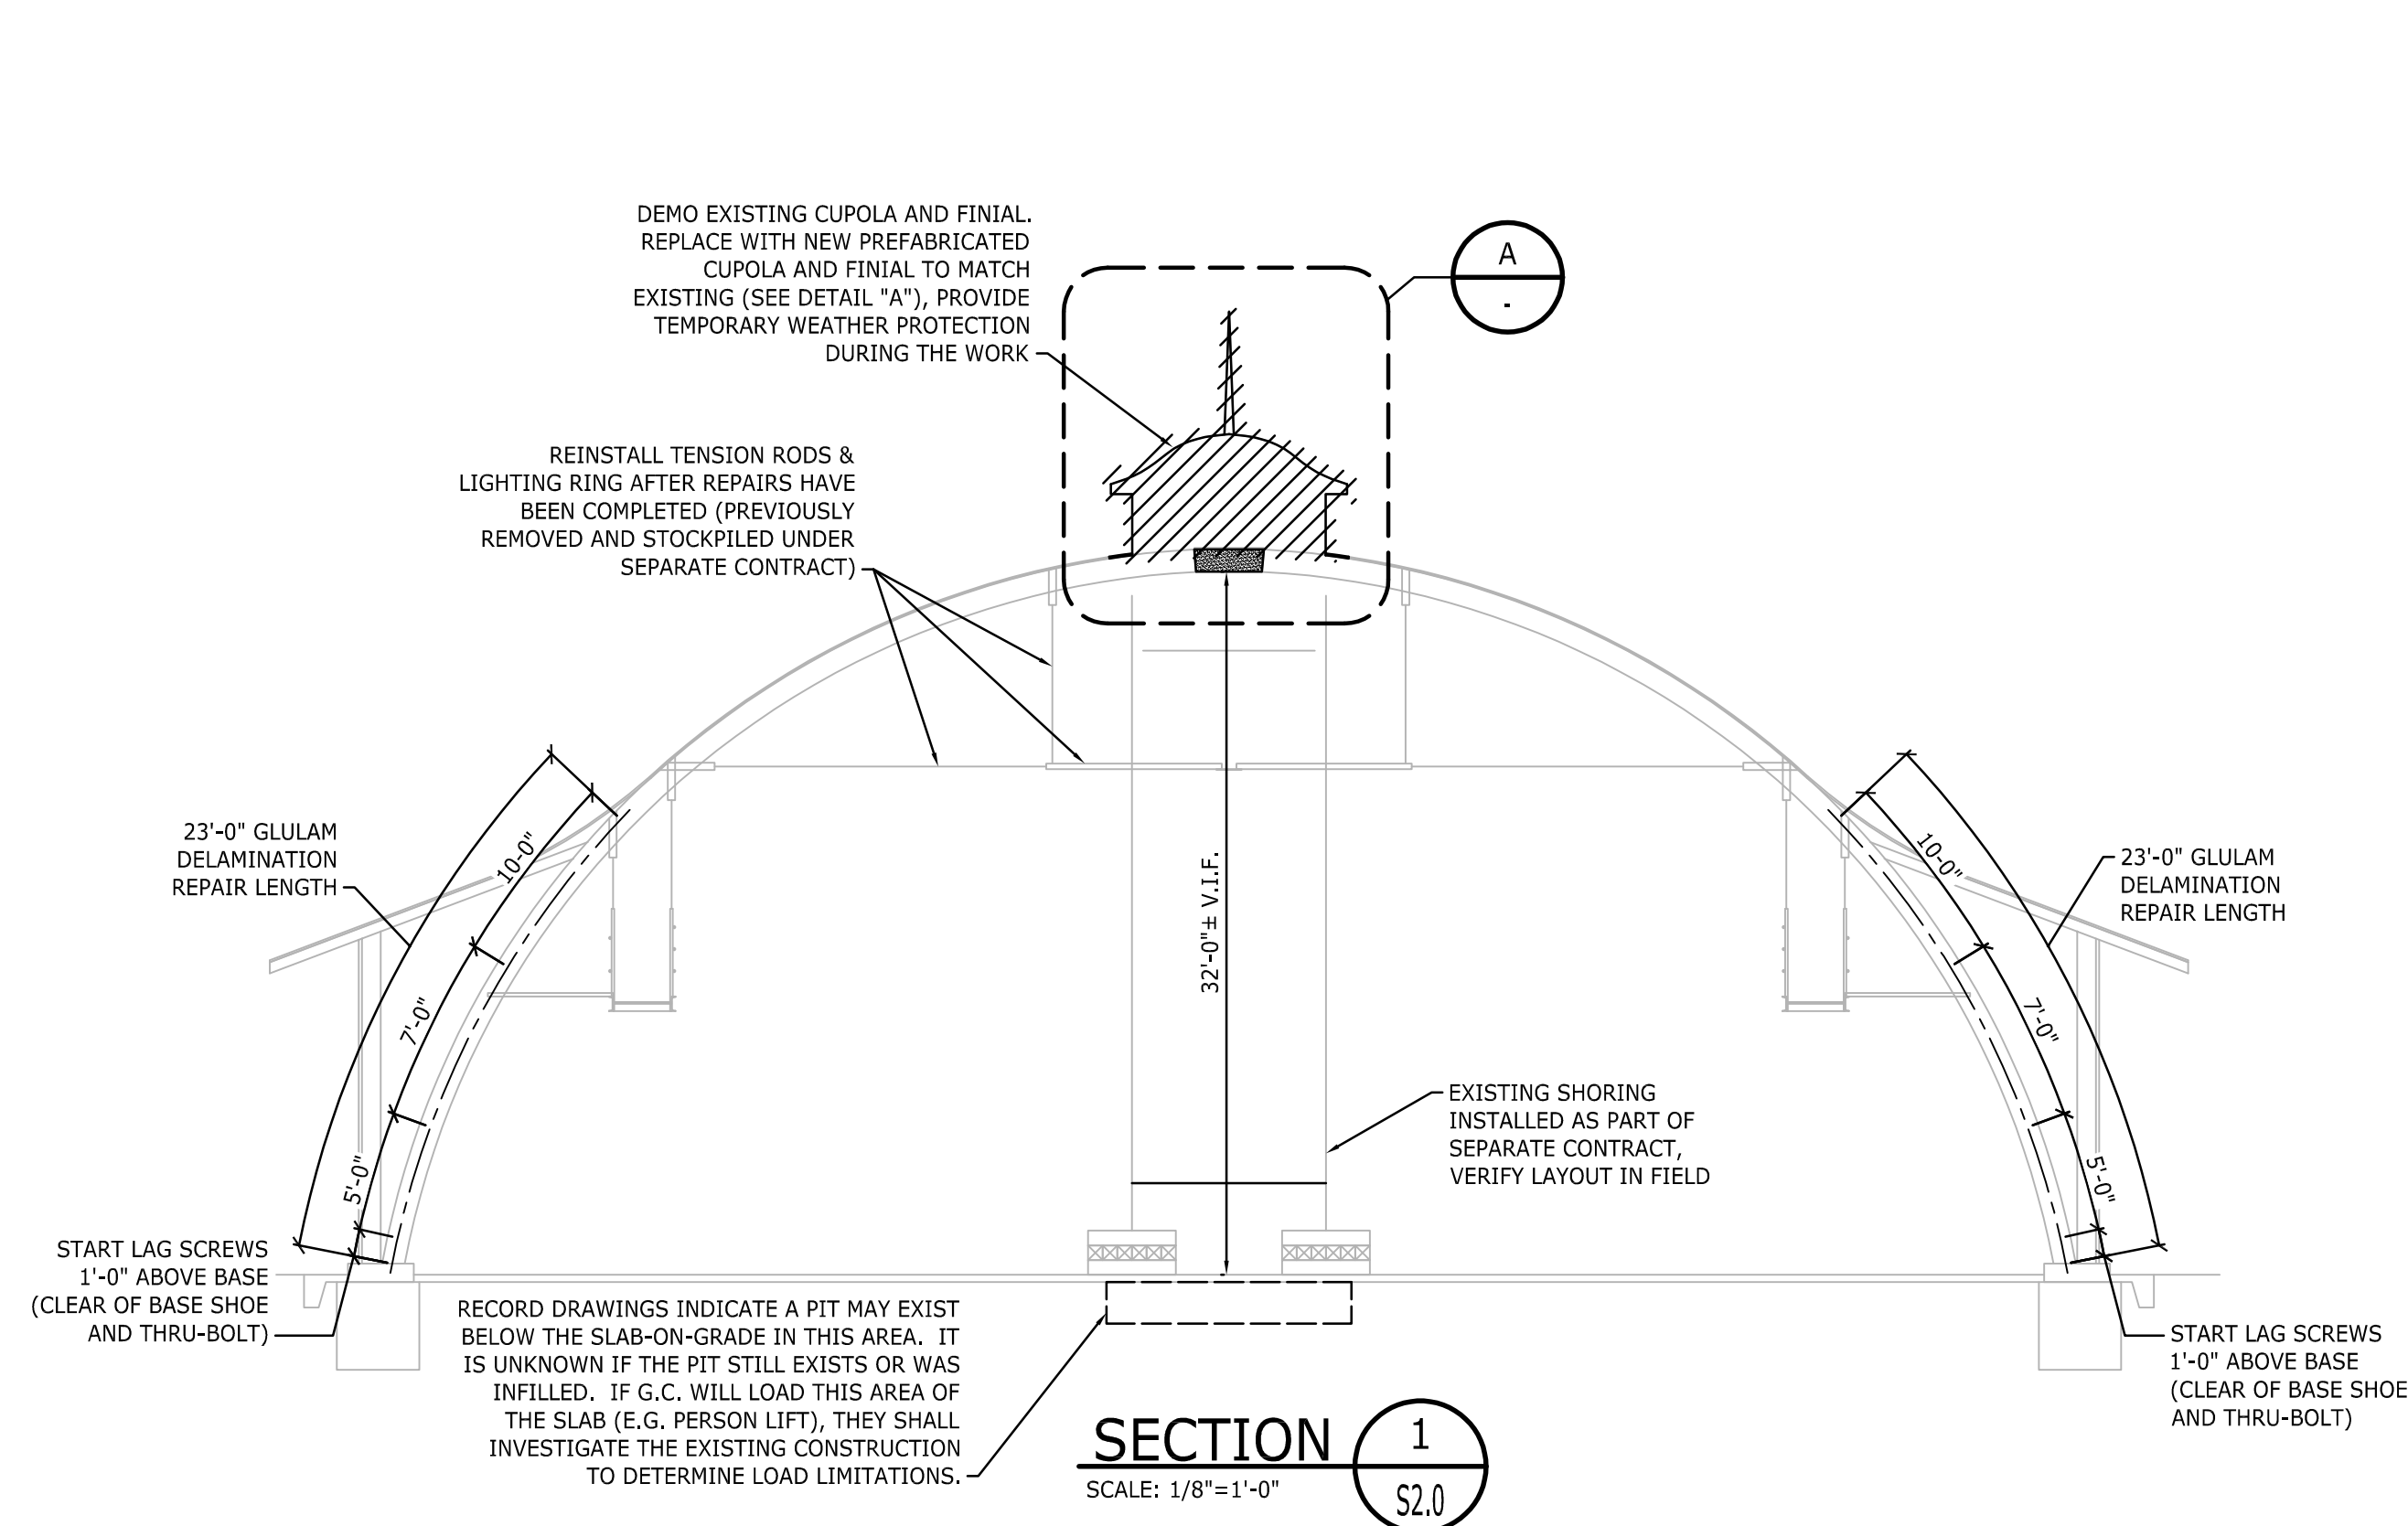 DEMO EXISTING CUPOLA AND FINIAL.
REPLACE WITH NEW PREFABRICATED
CUPOLA AND FINIAL TO MATCH
EXISTING (SEE DETAIL "A"), PROVIDE
TEMPORARY WEATHER PROTECTION
DURING THE WORK
A
-
REINSTALL TENSION RODS &
LIGHTING RING AFTER REPAIRS HAVE
BEEN COMPLETED (PREVIOUSLY
REMOVED AND STOCKPILED UNDER
SEPARATE CONTRACT)
23'-0" GLULAM
DELAMINATION
REPAIR LENGTH
10-0"
7'-0"
5'-0"
32'-0"± V.I.F.
10-0"
7'-0"
5'-0"
23'-0" GLULAM
DELAMINATION
REPAIR LENGTH
EXISTING SHORING
INSTALLED AS PART OF
SEPARATE CONTRACT,
VERIFY LAYOUT IN FIELD
START LAG SCREWS
1'-0" ABOVE BASE
(CLEAR OF BASE SHOE
AND THRU-BOLT)
RECORD DRAWINGS INDICATE A PIT MAY EXIST
BELOW THE SLAB-ON-GRADE IN THIS AREA. IT
IS UNKNOWN IF THE PIT STILL EXISTS OR WAS
INFILLED. IF G.C. WILL LOAD THIS AREA OF
THE SLAB (E.G. PERSON LIFT), THEY SHALL
INVESTIGATE THE EXISTING CONSTRUCTION
TO DETERMINE LOAD LIMITATIONS.
START LAG SCREWS
1'-0" ABOVE BASE
(CLEAR OF BASE SHOE
AND THRU-BOLT)
SECTION
1
S2.0
SCALE: 1/8"=1'-0"